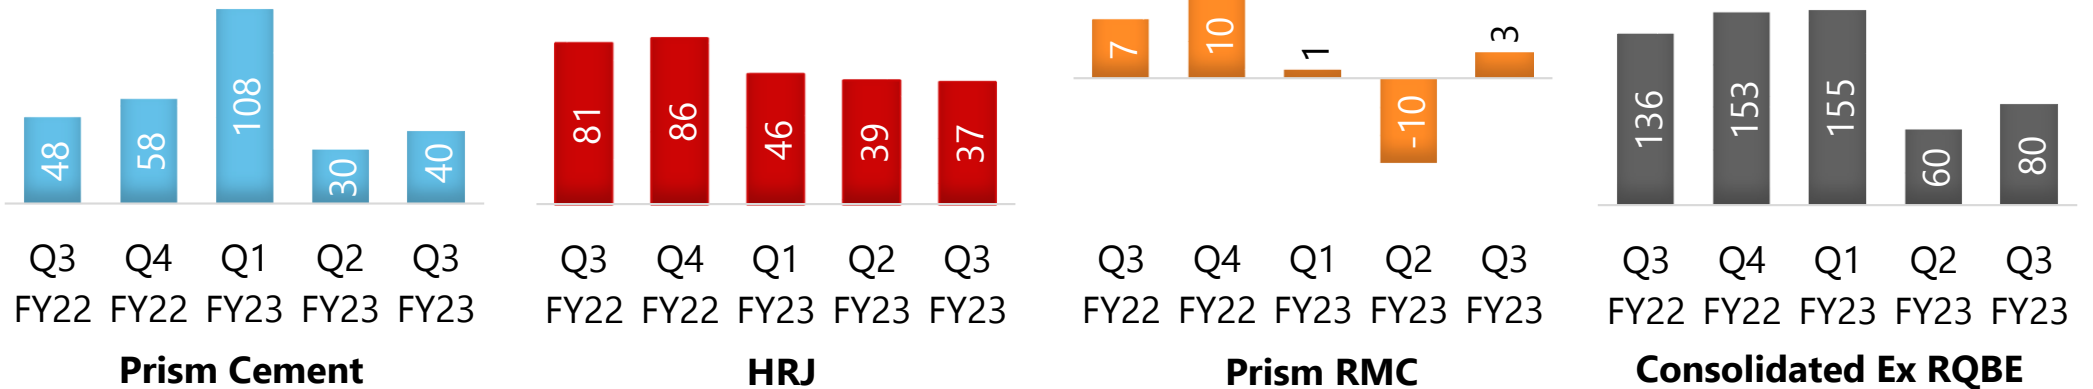 48 58 108 30 40
Q3 Q4 Q1 Q2 Q3
FY22 FY22 FY23 FY23 FY23
Prism Cement
81 86 46 39 37
Q3 Q4 Q1 Q2 Q3
FY22 FY22 FY23 FY23 FY23
HRJ
7 10 1 -10 3
Q3 Q4 Q1 Q2 Q3
FY22 FY22 FY23 FY23 FY23
Prism RMC
136 153 155 60 80
Q3 Q4 Q1 Q2 Q3
FY22 FY22 FY23 FY23 FY23
Consolidated Ex RQBE